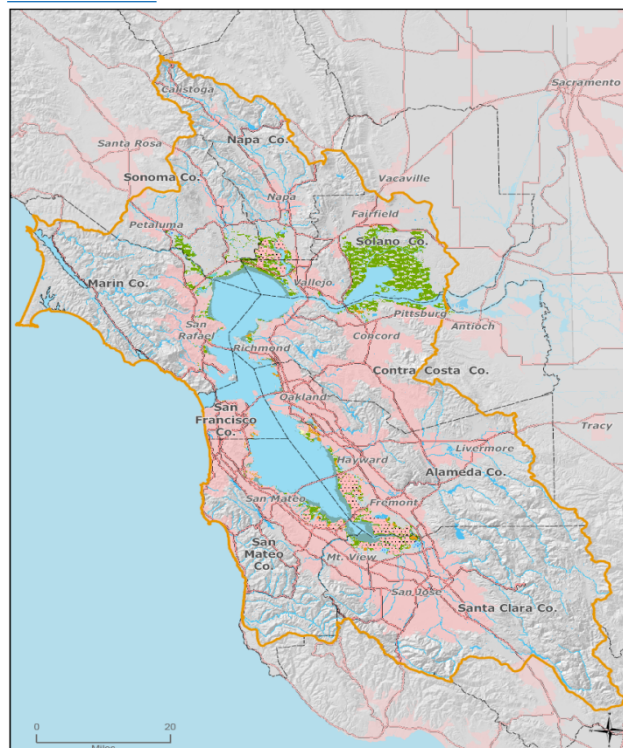 Calistoga
Sacramento
Santa Rosa
Napa Co.
Sonoma Co.
Napa
Vacaville
Petaluma
Fairfield
Solano Co.
Marin Co.
Vallejo
San
Rafael
Pittsburg
Antioch
Richmond
Concord
Contra Costa Co.
Oakland
San
Francisco
Co.
Tracy
Livermore
Hayward
Alameda Co.
San Mateo
Fremont
San
Mateo
Co.
Mt. View
San Jose
Santa Clara Co.
0 20
Miles